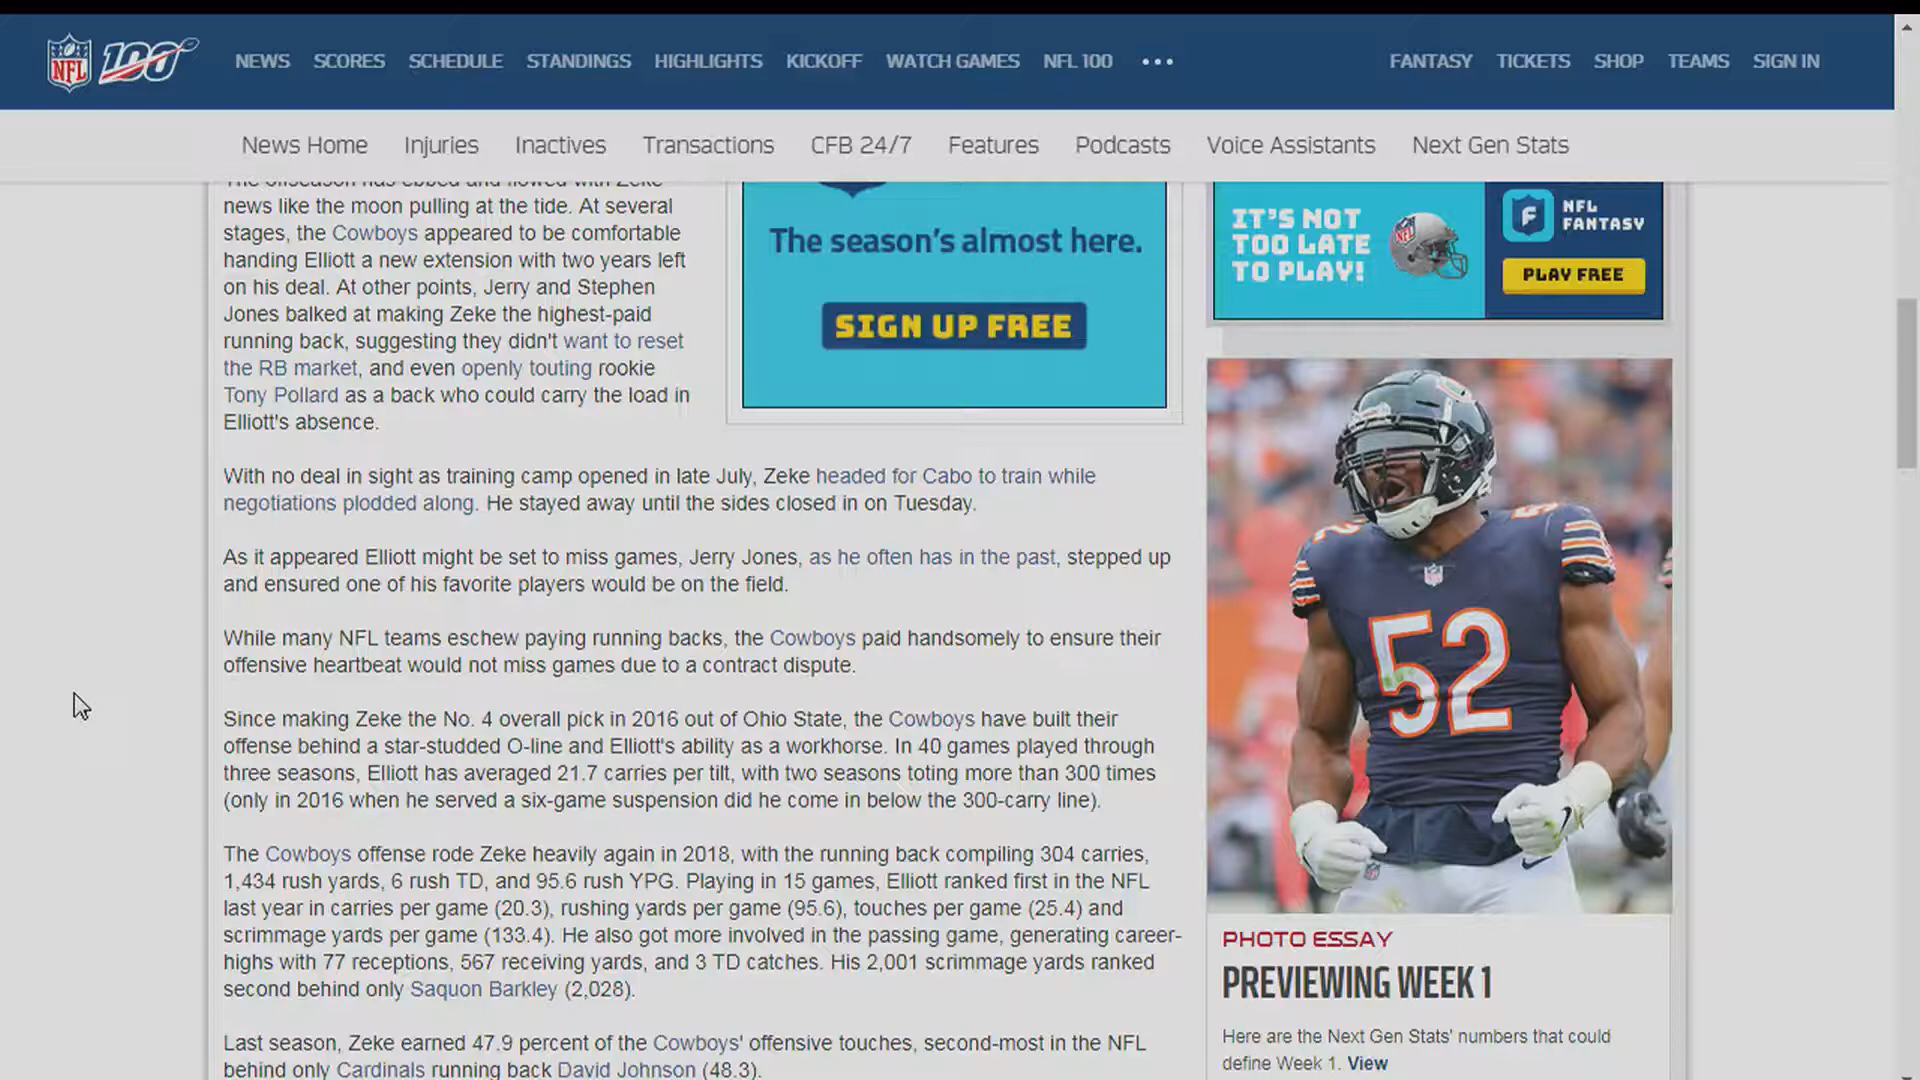 NFL 100 NEWS SCORES SCHEDULE STANDINGS HIGHLIGHTS KICKOFF WATCH GAMES NFL 100 ••• FANTASY TICKETS SHOP TEAMS SIGN IN
News Home Injuries Inactives Transactions CFB 24/7 Features Podcasts Voice Assistants Next Gen Stats
The offseason has ebbed and flowed with Zeke
news like the moon pulling at the tide. At several
stages, the Cowboys appeared to be comfortable
handing Elliott a new extension with two years left
on his deal. At other points, Jerry and Stephen
Jones balked at making Zeke the highest-paid
running back, suggesting they didn't want to reset
the RB market, and even openly touting rookie
Tony Pollard as a back who could carry the load in
Elliott's absence.
The season's almost here.
SIGN UP FREE
With no deal in sight as training camp opened in late July, Zeke headed for Cabo to train while
negotiations plodded along. He stayed away until the sides closed in on Tuesday.
As it appeared Elliott might be set to miss games, Jerry Jones, as he often has in the past, stepped up
and ensured one of his favorite players would be on the field.
While many NFL teams eschew paying running backs, the Cowboys paid handsomely to ensure their
offensive heartbeat would not miss games due to a contract dispute.
Since making Zeke the No. 4 overall pick in 2016 out of Ohio State, the Cowboys have built their
offense behind a star-studded O-line and Elliott's ability as a workhorse. In 40 games played through
three seasons, Elliott has averaged 21.7 carries per tilt, with two seasons toting more than 300 times
(only in 2016 when he served a six-game suspension did he come in below the 300-carry line).
The Cowboys offense rode Zeke heavily again in 2018, with the running back compiling 304 carries,
1,434 rush yards, 6 rush TD, and 95.6 rush YPG. Playing in 15 games, Elliott ranked first in the NFL
last year in carries per game (20.3), rushing yards per game (95.6), touches per game (25.4) and
scrimmage yards per game (133.4). He also got more involved in the passing game, generating career-
highs with 77 receptions, 567 receiving yards, and 3 TD catches. His 2,001 scrimmage yards ranked
second behind only Saquon Barkley (2,028).
Last season, Zeke earned 47.9 percent of the Cowboys' offensive touches, second-most in the NFL
behind only Cardinals running back David Johnson (48.3).
IT'S NOT
TOO LATE
TO PLAY!
NFL
F NFL
FANTASY
PLAY FREE
52
52
PHOTO ESSAY
PREVIEWING WEEK 1
Here are the Next Gen Stats' numbers that could
define Week 1. View